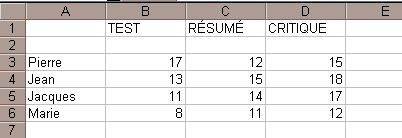 A B C D E
1 TEST RÉSUMÉ CRITIQUE
2
3 Pierre 17 12 15
4 Jean 13 15 18
5 Jacques 11 14 17
6 Marie 8 11 12
7